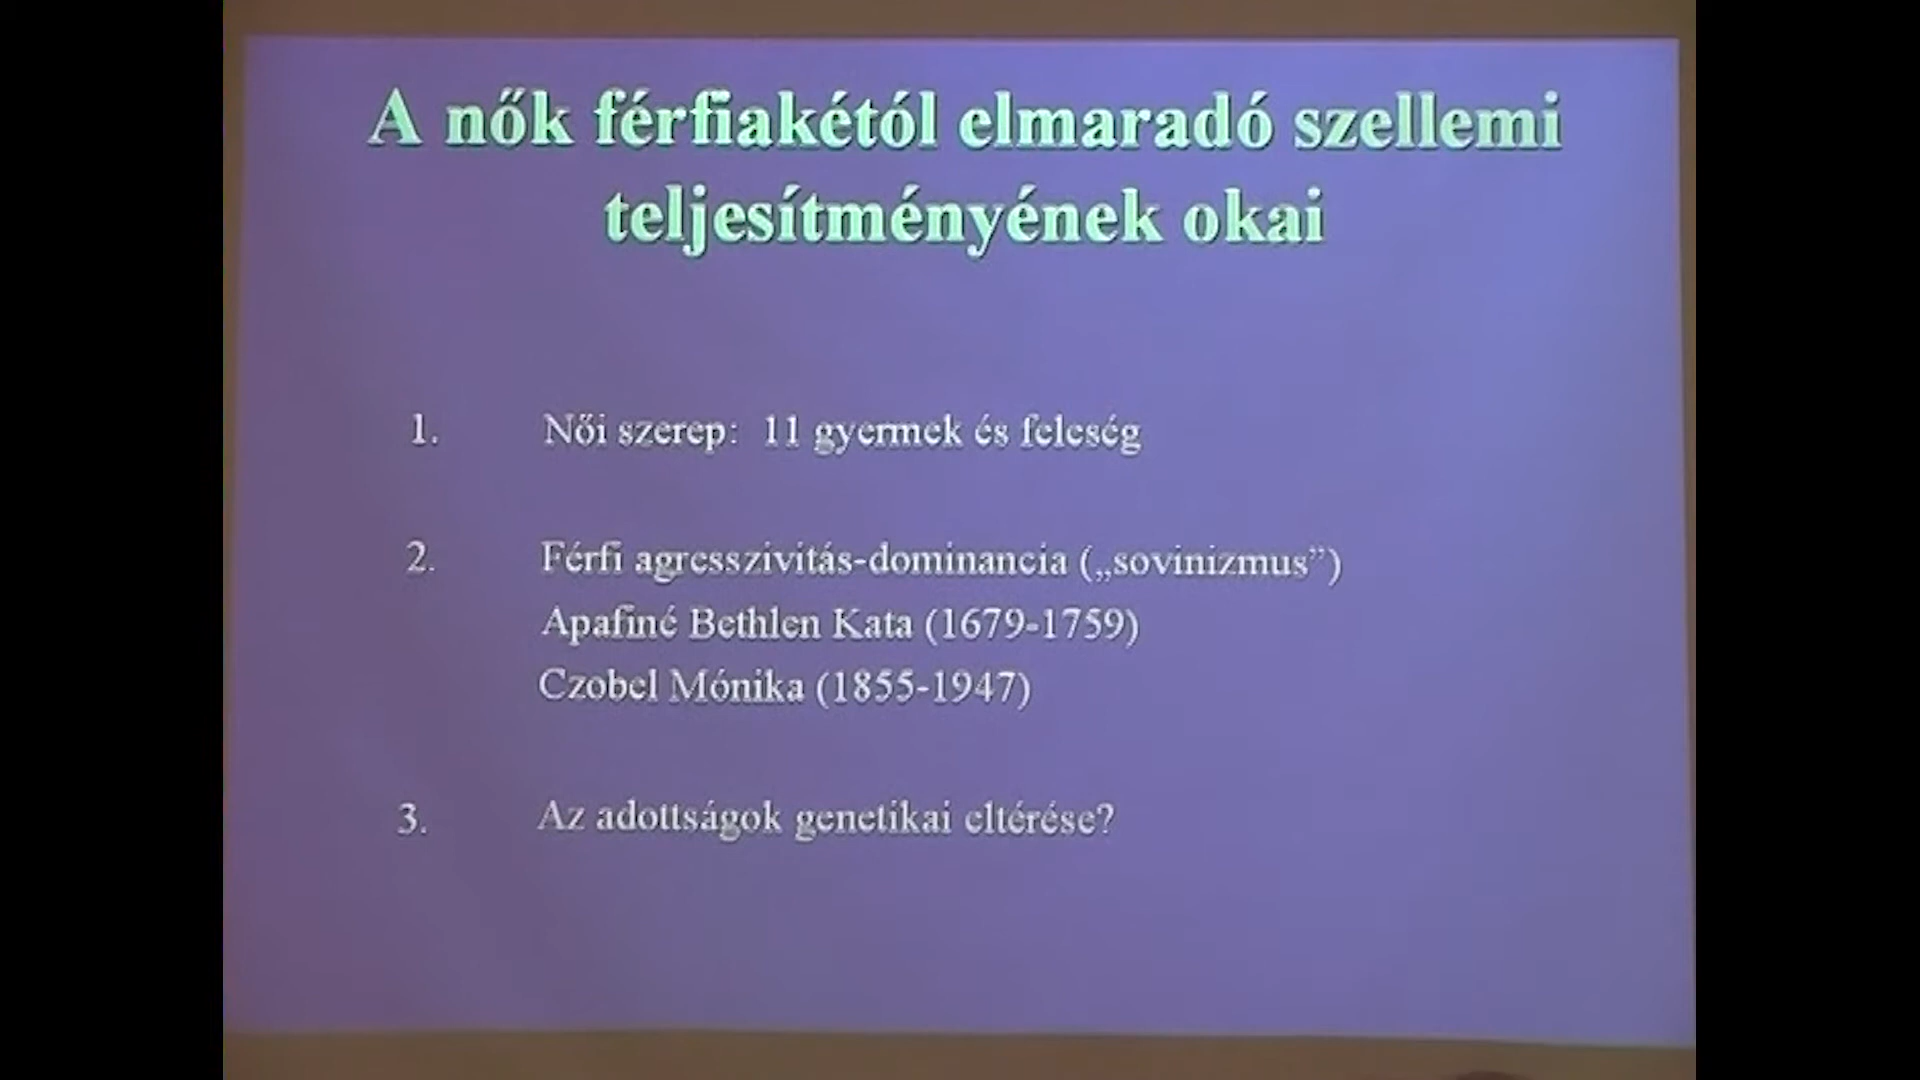 A nők férfiakétól elmaradó szellemi
teljesítményének okai
1. Női szerep: 11 gyermek és feleség
2. Férfi agresszivitás-dominancia („sovinizmus”)
Apafiné Bethlen Kata (1679-1759)
Czobel Mónika (1855-1947)
3. Az adottságok genetikai eltérése?